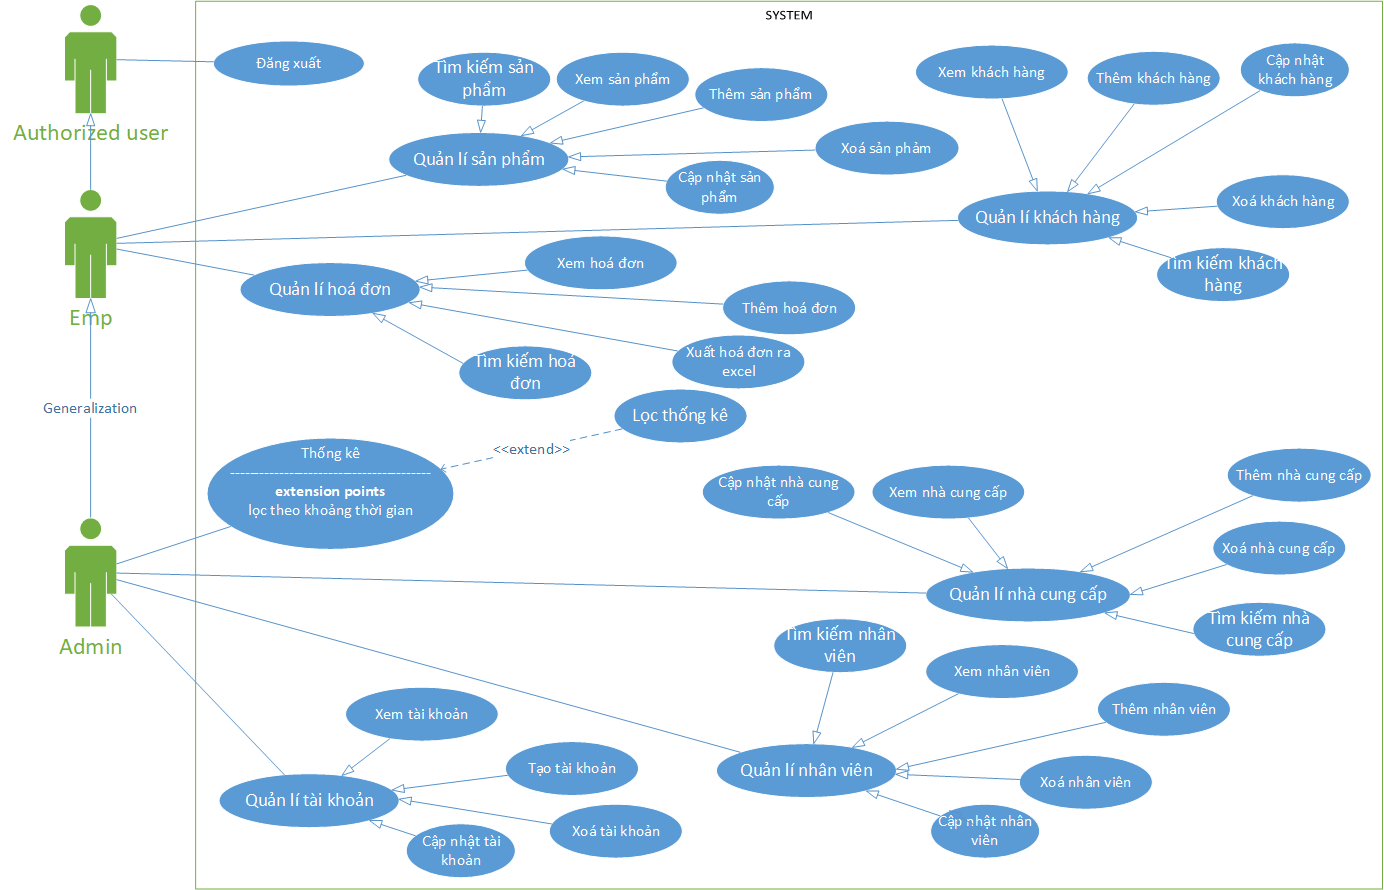 SYSTEM
Authorized user
Đăng xuất
Tìm kiếm sản
phẩm
Xem sản phẩm
Thêm sản phẩm
Xoá sản phảm
Cập nhật sản
phẩm
Quản lí sản phẩm
Xem khách hàng
Thêm khách hàng
Cập nhật
khách hàng
Xoá khách hàng
Tìm kiếm khách
hàng
Quản lí khách hàng
Emp
Quản lí hoá đơn
Xem hoá đơn
Thêm hoá đơn
Xuất hoá đơn ra
excel
Tìm kiếm hoá
đơn
Generalization
Lọc thống kê
<<extend>>
Thống kê
extension points
lọc theo khoảng thời gian
Admin
Cập nhật nhà cung
cấp
Xem nhà cung cấp
Thêm nhà cung cấp
Xoá nhà cung cấp
Tìm kiếm nhà
cung cấp
Quản lí nhà cung cấp
Tìm kiếm nhân
viên
Xem nhân viên
Thêm nhân viên
Xoá nhân viên
Cập nhật nhân
viên
Quản lí nhân viên
Xem tài khoản
Tạo tài khoản
Xoá tài khoản
Cập nhật tài
khoản
Quản lí tài khoản